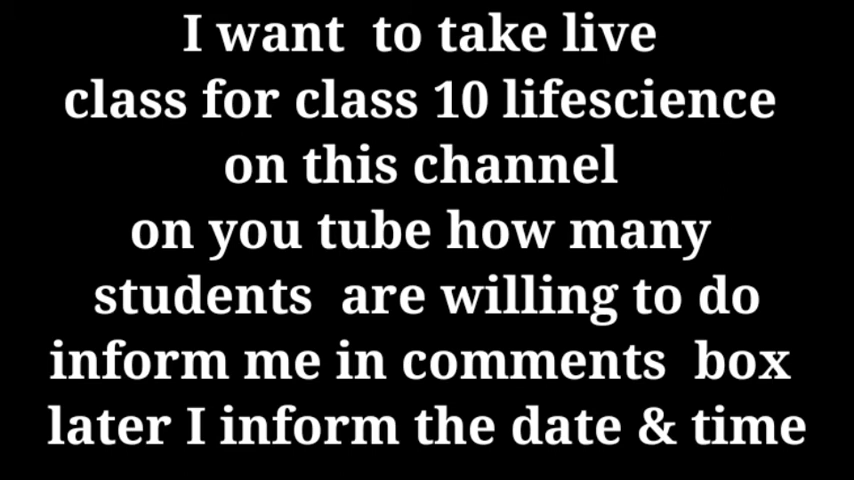 I want to take live
class for class 10 lifescience
on this channel
on you tube how many
students are willing to do
inform me in comments box
later I inform the date & time